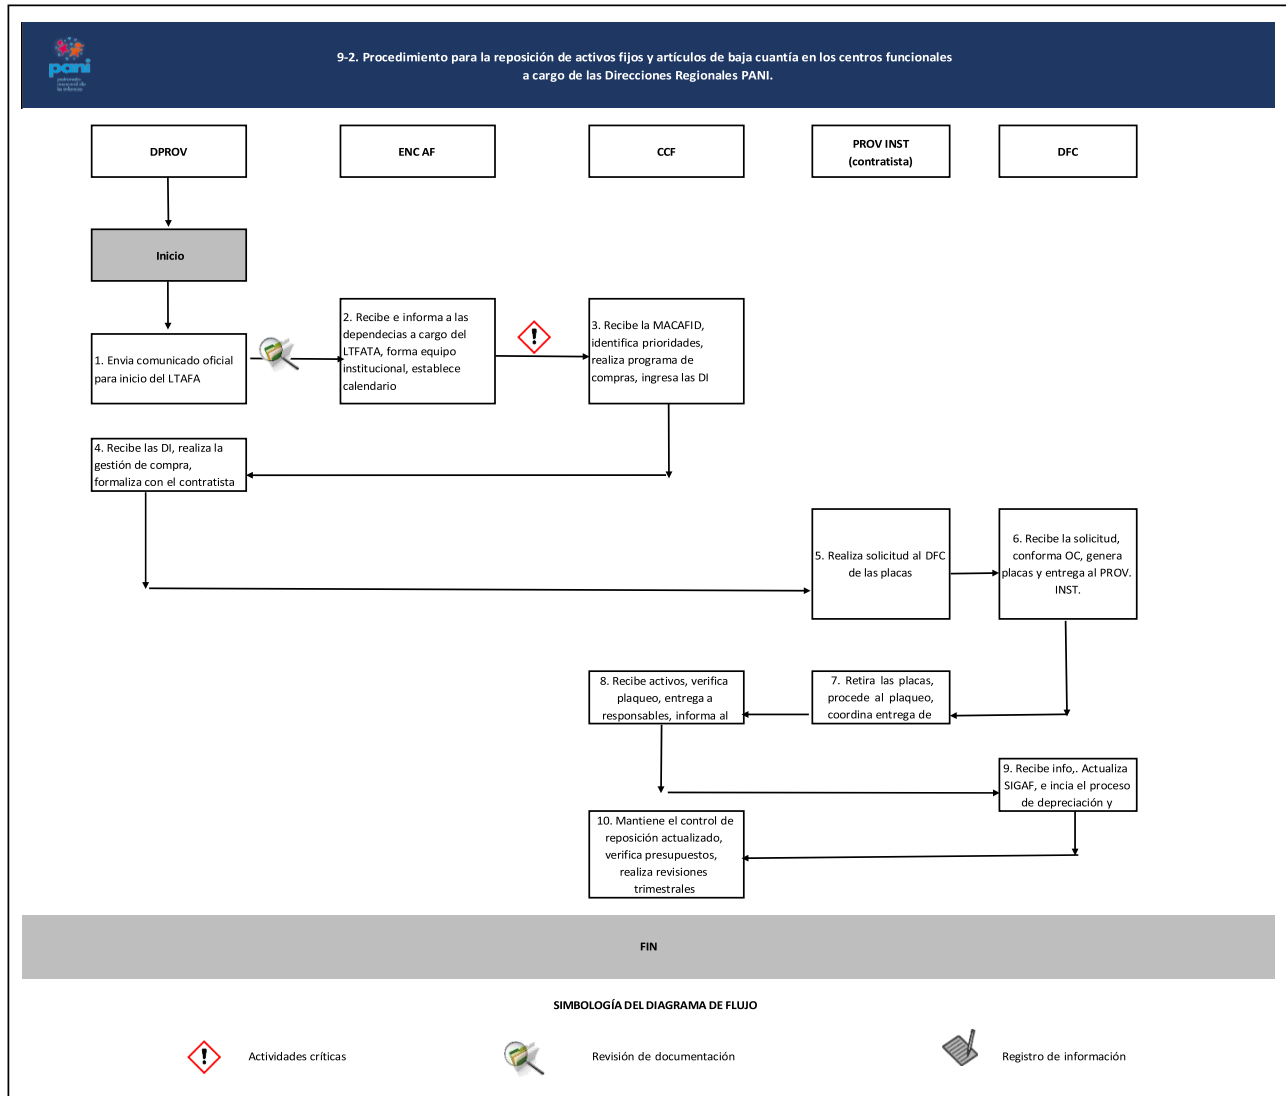 9-2. Procedimiento para la reposición de activos fijos y artículos de baja cuantía en los centros funcionales
a cargo de las Direcciones Regionales PANI.
pani
patronato
nacional de
la infancia
DPROV
ENC AF
CCF
PROV INST
(contratista)
DFC
Inicio
1. Envia comunicado oficial
para inicio del LTAFA
2. Recibe e informa a las
dependecias a cargo del
LTFATA, forma equipo
institucional, establece
calendario
3. Recibe la MACAFID,
identifica prioridades,
realiza programa de
compras, ingresa las DI
4. Recibe las DI, realiza la
gestión de compra,
formaliza con el contratista
5. Realiza solicitud al DFC
de las placas
6. Recibe la solicitud,
conforma OC, genera
placas y entrega al PROV.
INST.
8. Recibe activos, verifica
plaqueo, entrega a
responsables, informa al
7. Retira las placas,
procede al plaqueo,
coordina entrega de
9. Recibe info,. Actualiza
SIGAF, e incia el proceso
de depreciación y
10. Mantiene el control de
reposición actualizado,
verifica presupuestos,
realiza revisiones
trimestrales
FIN
SIMBOLOGÍA DEL DIAGRAMA DE FLUJO
Actividades críticas
Revisión de documentación
Registro de información